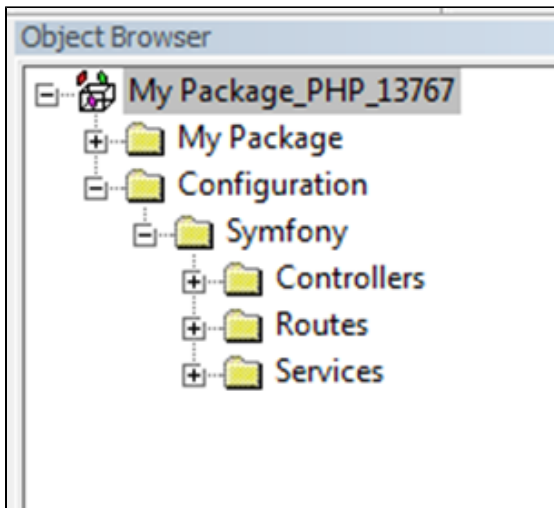 Object Browser
My Package_PHP_13767
My Package
Configuration
Symfony
Controllers
Routes
Services